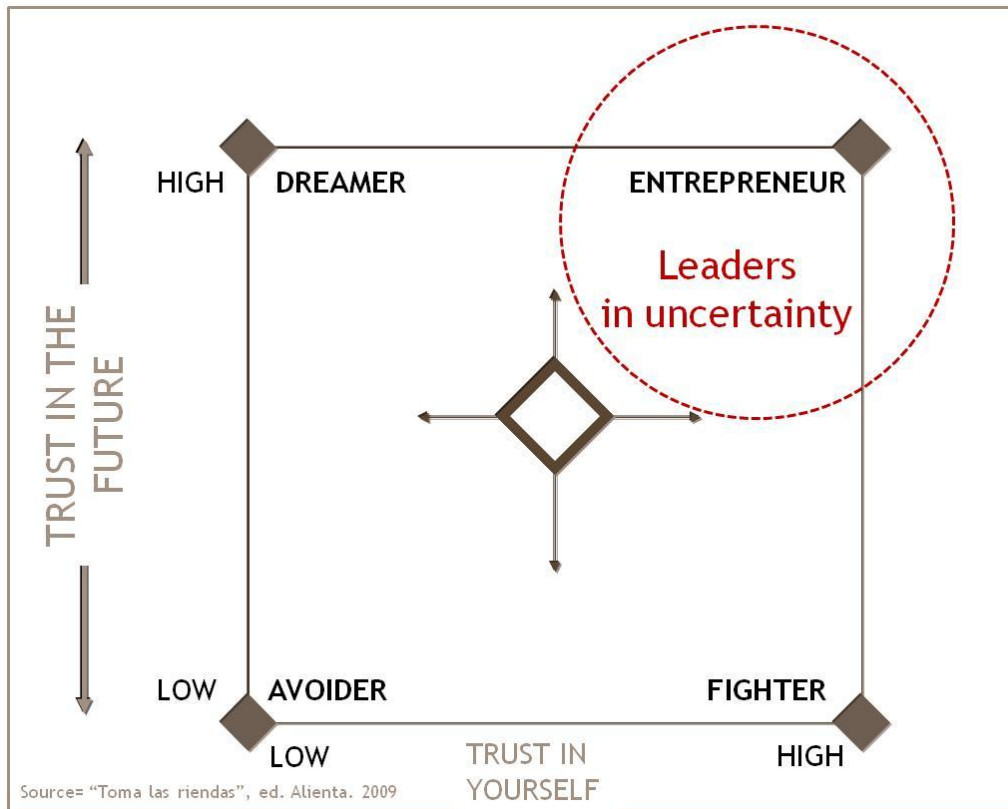 HIGH
DREAMER
ENTREPRENEUR
Leaders
in uncertainty
TRUST IN THE
FUTURE
LOW
AVOIDER
FIGHTER
LOW
TRUST IN
YOURSELF
HIGH
Source= “Toma las riendas”, ed. Alienta. 2009